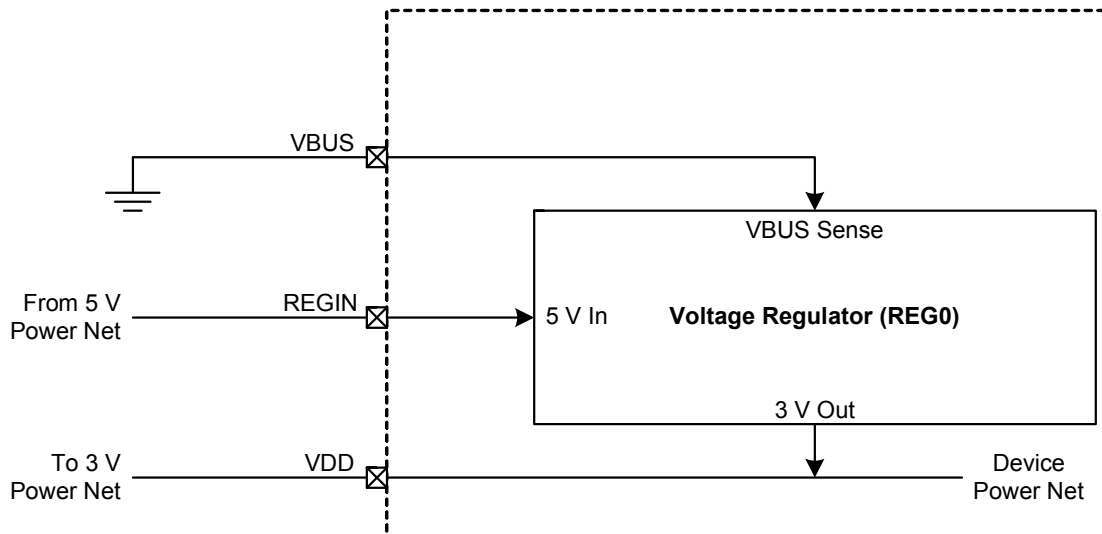 VBUS
VBUS Sense
From 5 V
Power Net
REGIN
5 V In
Voltage Regulator (REG0)
3 V Out
To 3 V
Power Net
VDD
Device
Power Net